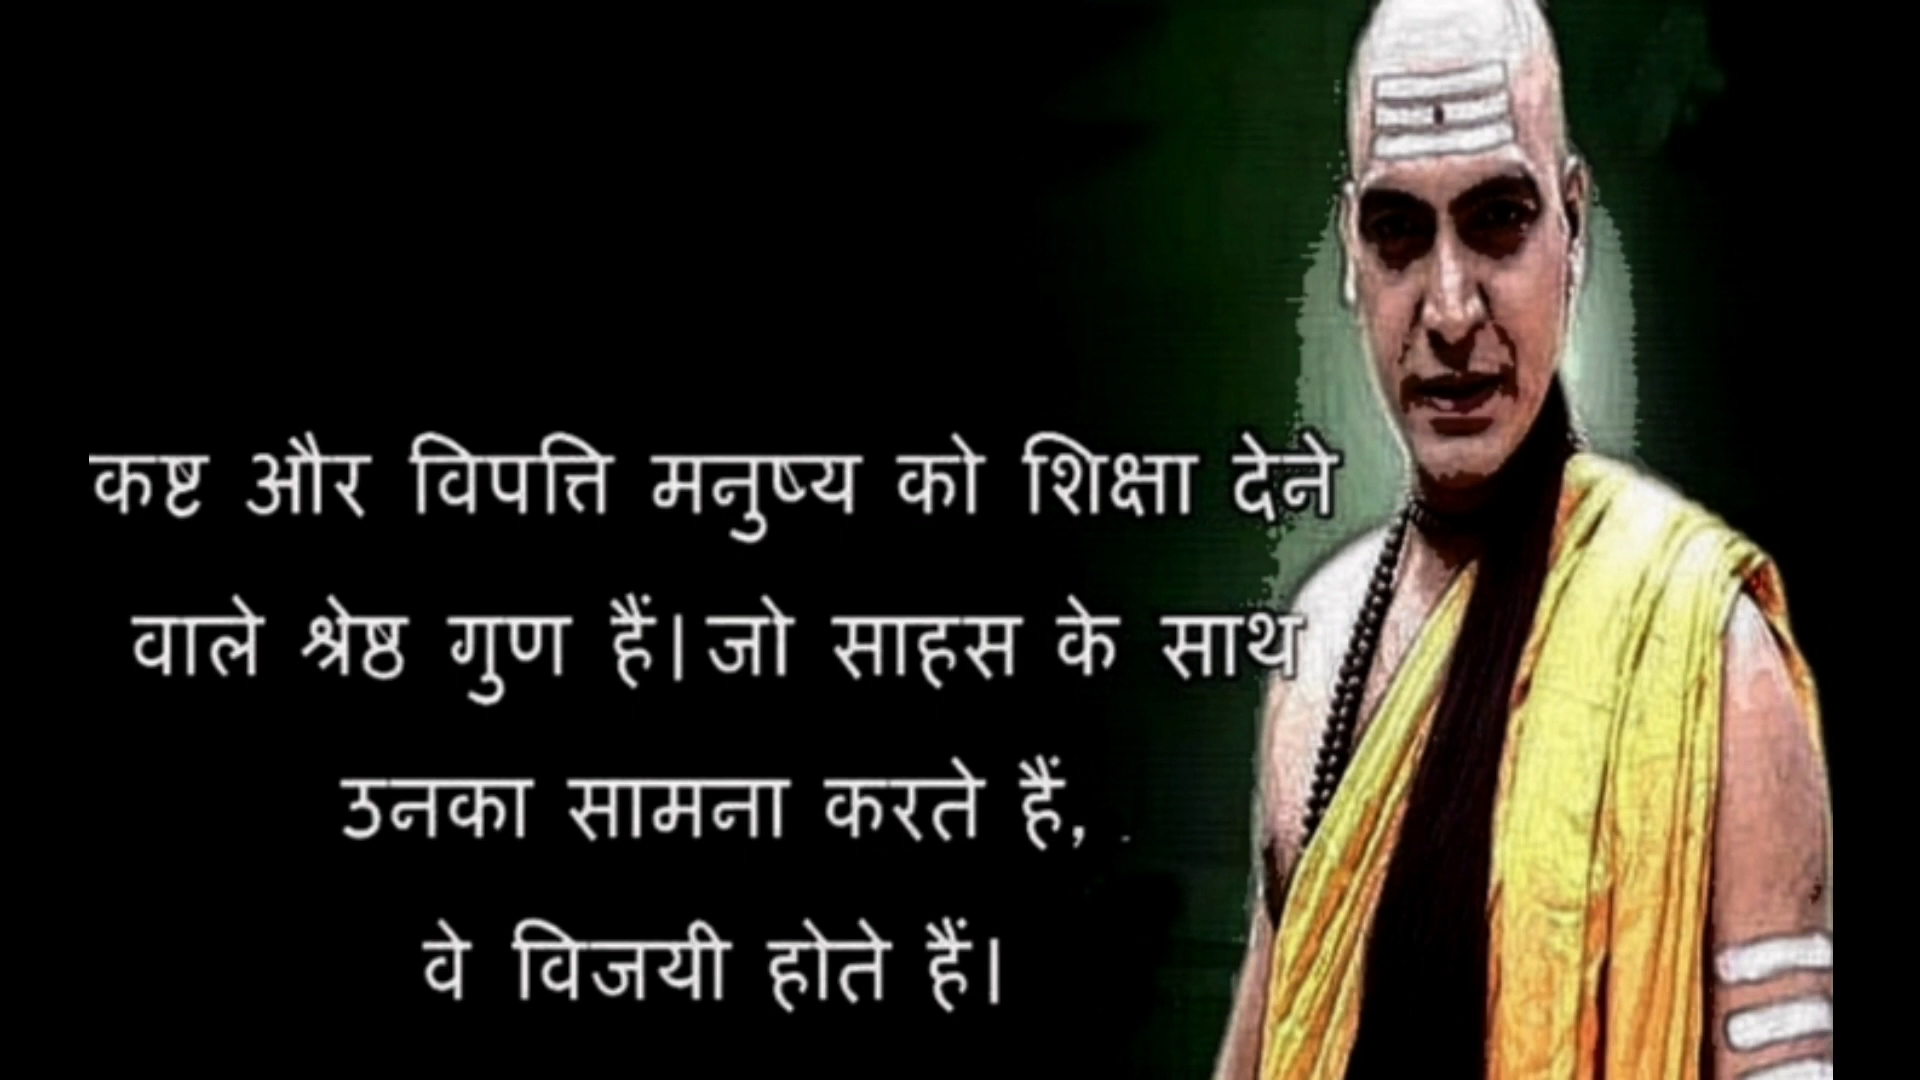 कष्ट और विपत्ति मनुष्य को शिक्षा देने
वाले श्रेष्ठ गुण हैं। जो साहस के साथ
उनका सामना करते हैं,
वे विजयी होते हैं।